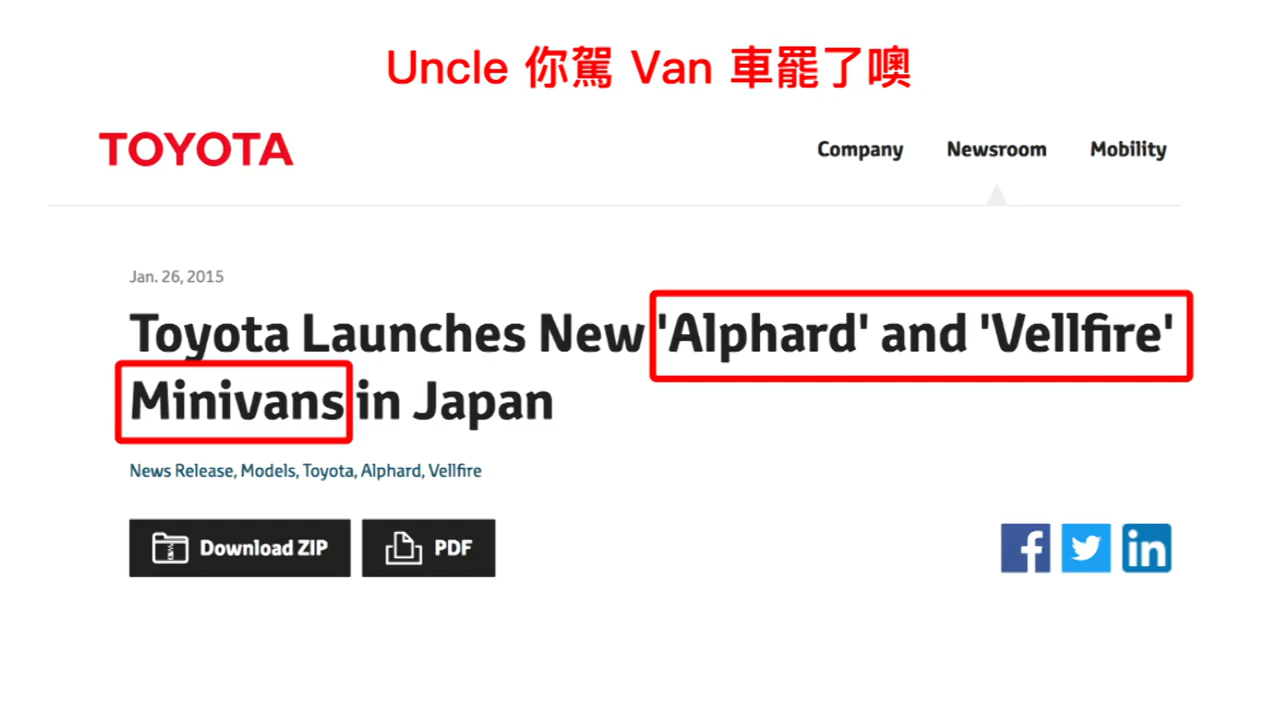 Uncle 你駕 Van 車罷了噢
TOYOTA
Company Newsroom Mobility
Jan. 26, 2015
Toyota Launches New 'Alphard' and 'Vellfire'
Minivans in Japan
News Release, Models, Toyota, Alphard, Vellfire
Download ZIP PDF